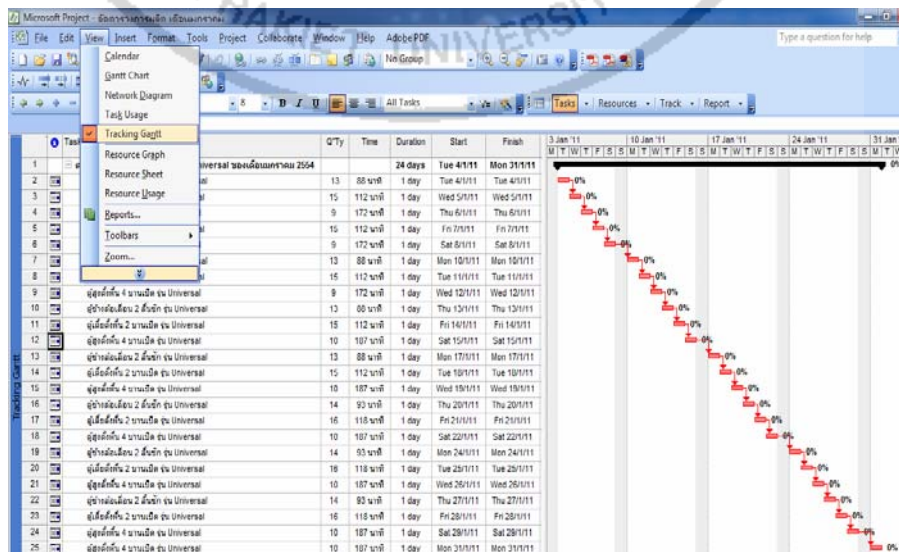 Microsoft Project - จัดตารางการผลิต เดือนมกราคม
File Edit View Insert Format Tools Project Collaborate Window Help Adobe PDF
Type a question for help
No Group
8 B I U All Tasks Tasks Resources Track Report
Calendar
Gantt Chart
Network Diagram
Task Usage
Tracking Gantt
Resource Graph
Resource Sheet
Resource Usage
Reports...
Toolbars
Zoom...
Q'Ty Time Duration Start Finish 3 Jan '11 10 Jan '11 17 Jan '11 24 Jan '11 31 Jan
M T W T F S S M T W T F S S M T W T F S S M T W T F S S M T W
1 iversal ของเดือนมกราคม 2554 24 days Tue 4/1/11 Mon 31/1/11 0%
2 13 88 นาที 1 day Tue 4/1/11 Tue 4/1/11 0%
3 15 112 นาที 1 day Wed 5/1/11 Wed 5/1/11 0%
4 9 172 นาที 1 day Thu 6/1/11 Thu 6/1/11 0%
5 15 112 นาที 1 day Fri 7/1/11 Fri 7/1/11 0%
6 9 172 นาที 1 day Sat 8/1/11 Sat 8/1/11 0%
7 13 88 นาที 1 day Mon 10/1/11 Mon 10/1/11 0%
8 15 112 นาที 1 day Tue 11/1/11 Tue 11/1/11 0%
9 ตู้สูงตั้งพื้น 4 บานเปิด รุ่น Universal 9 172 นาที 1 day Wed 12/1/11 Wed 12/1/11 0%
10 ตู้ข้างล้อเลื่อน 2 ลิ้นชัก รุ่น Universal 13 88 นาที 1 day Thu 13/1/11 Thu 13/1/11 0%
11 ตู้เตี้ยตั้งพื้น 2 บานเปิด รุ่น Universal 15 112 นาที 1 day Fri 14/1/11 Fri 14/1/11 0%
12 ตู้สูงตั้งพื้น 4 บานเปิด รุ่น Universal 10 187 นาที 1 day Sat 15/1/11 Sat 15/1/11 0%
13 ตู้ข้างล้อเลื่อน 2 ลิ้นชัก รุ่น Universal 13 88 นาที 1 day Mon 17/1/11 Mon 17/1/11 0%
14 ตู้เตี้ยตั้งพื้น 2 บานเปิด รุ่น Universal 15 112 นาที 1 day Tue 18/1/11 Tue 18/1/11 0%
15 ตู้สูงตั้งพื้น 4 บานเปิด รุ่น Universal 10 187 นาที 1 day Wed 19/1/11 Wed 19/1/11 0%
16 ตู้ข้างล้อเลื่อน 2 ลิ้นชัก รุ่น Universal 14 93 นาที 1 day Thu 20/1/11 Thu 20/1/11 0%
17 ตู้เตี้ยตั้งพื้น 2 บานเปิด รุ่น Universal 16 118 นาที 1 day Fri 21/1/11 Fri 21/1/11 0%
18 ตู้สูงตั้งพื้น 4 บานเปิด รุ่น Universal 10 187 นาที 1 day Sat 22/1/11 Sat 22/1/11 0%
19 ตู้ข้างล้อเลื่อน 2 ลิ้นชัก รุ่น Universal 14 93 นาที 1 day Mon 24/1/11 Mon 24/1/11 0%
20 ตู้เตี้ยตั้งพื้น 2 บานเปิด รุ่น Universal 16 118 นาที 1 day Tue 25/1/11 Tue 25/1/11 0%
21 ตู้สูงตั้งพื้น 4 บานเปิด รุ่น Universal 10 187 นาที 1 day Wed 26/1/11 Wed 26/1/11 0%
22 ตู้ข้างล้อเลื่อน 2 ลิ้นชัก รุ่น Universal 14 93 นาที 1 day Thu 27/1/11 Thu 27/1/11 0%
23 ตู้เตี้ยตั้งพื้น 2 บานเปิด รุ่น Universal 16 118 นาที 1 day Fri 28/1/11 Fri 28/1/11 0%
24 ตู้สูงตั้งพื้น 4 บานเปิด รุ่น Universal 10 187 นาที 1 day Sat 29/1/11 Sat 29/1/11 0%
25 ตู้สูงตั้งพื้น 4 บานเปิด รุ่น Universal 10 187 นาที 1 day Mon 31/1/11 Mon 31/1/11 0%
Tracking Gantt